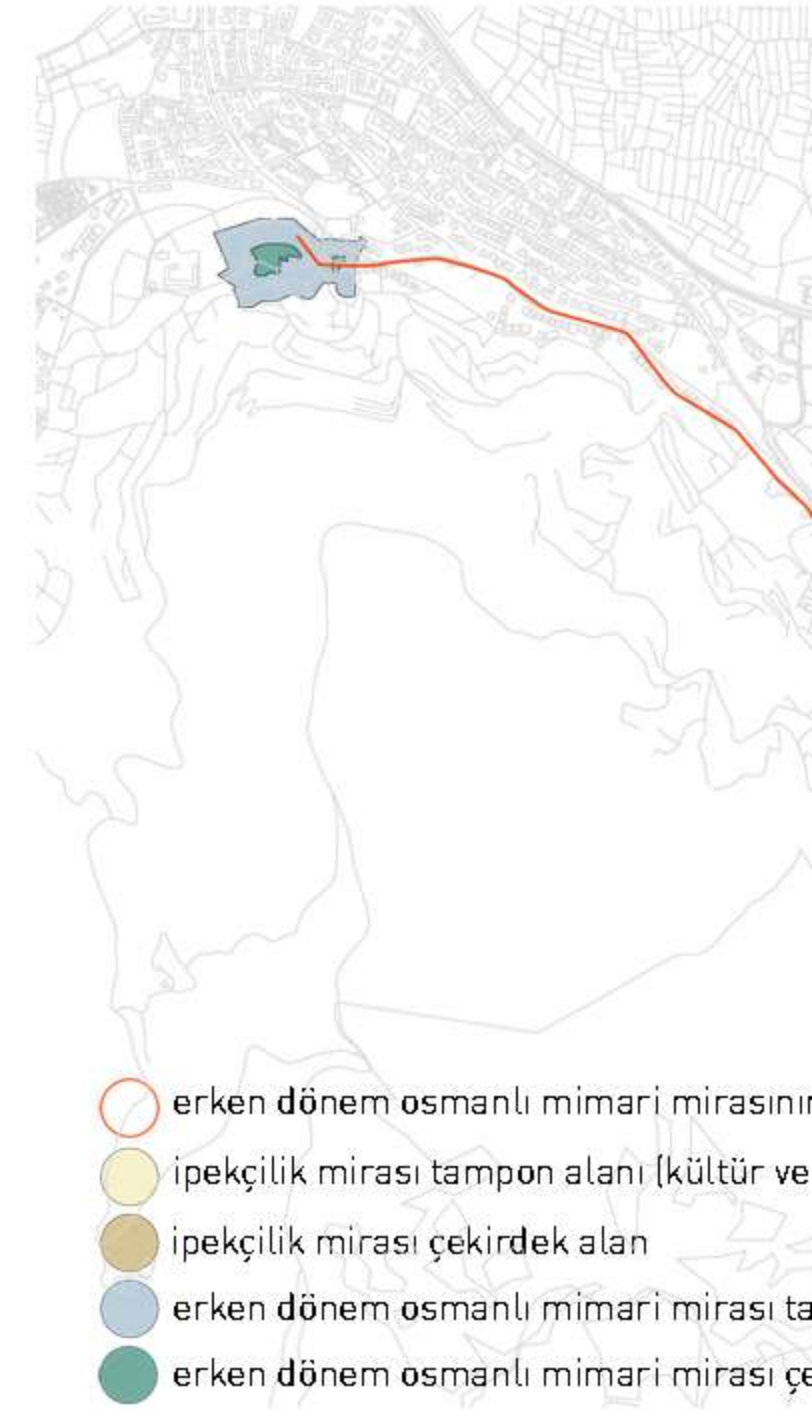 erken dönem osmanlı mimari mirasının
ipekçilik mirası tampon alanı (kültür ve
ipekçilik mirası çekirdek alan
erken dönem osmanlı mimari mirası ta
erken dönem osmanlı mimari mirası çe